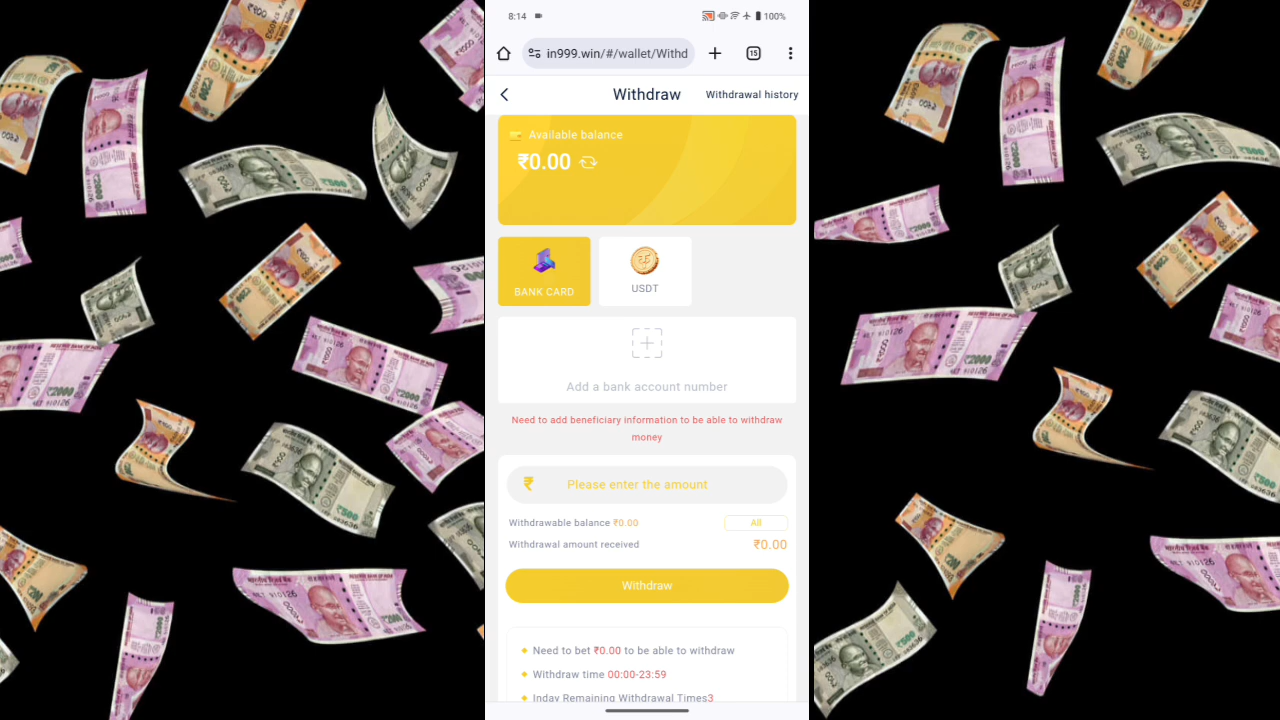 8:14
100%
in999.win/#/wallet/Withd
15
Withdraw
Withdrawal history
Available balance
₹0.00
BANK CARD
USDT
Add a bank account number
Need to add beneficiary information to be able to withdraw
money
₹ Please enter the amount
Withdrawable balance ₹0.00
All
Withdrawal amount received
₹0.00
Withdraw
Need to bet ₹0.00 to be able to withdraw
Withdraw time 00:00-23:59
Inday Remaining Withdrawal Times3